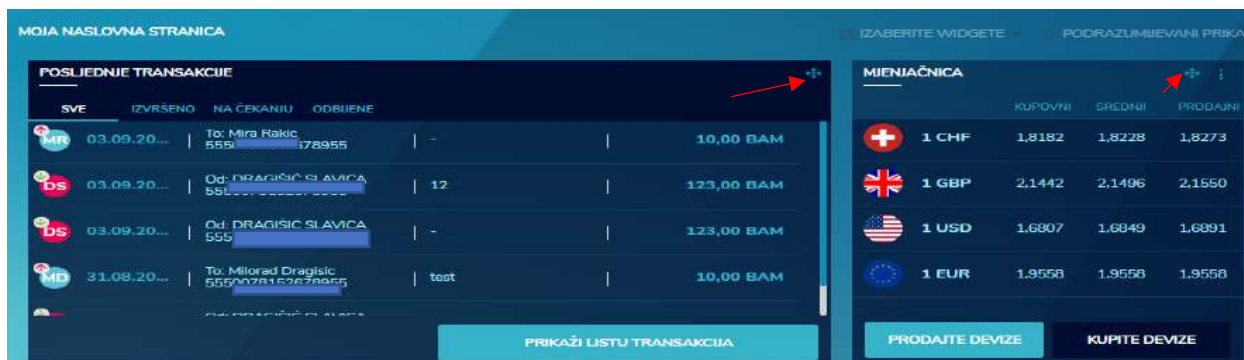 MOJA NASLOVNA STRANICA
IZABERITE WIDGETE
PODRAZUMIJEVANI PRIKA
POSLJEDNJE TRANSAKCIJE
SVE IZVRŠENO NA ČEKANJU ODBIJENE
MR 03.09.20... | To: Mira Rakic | - | 10,00 BAM
555 78955
DS 03.09.20... | Od: DRAGIŠIĆ SLAVICA | 12 | 123,00 BAM
DS 03.09.20... | Od: DRAGIŠIĆ SLAVICA | - | 123,00 BAM
555
MD 31.08.20... | To: Milorad Dragisic | test | 10,00 BAM
PRIKAŽI LISTU TRANSAKCIJA
MJENJAČNICA
KUPOVNI SREDNJI PRODAJNI
1 CHF 1,8182 1,8228 1,8273
1 GBP 2,1442 2,1496 2,1550
1 USD 1,6807 1,6849 1,6891
1 EUR 1,9558 1,9558 1,9558
PRODAJTE DEVIZE KUPITE DEVIZE